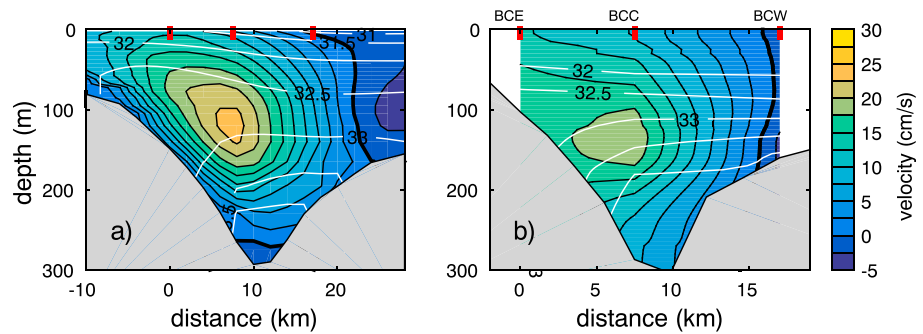 BCE BCC BCW
0 32 31.5 31 32 30
32.5 32.5 25
100 33 33 20
depth (m) 15
200 10
5 5
a) b) 0
300 3 -5
-10 0 10 20 0 5 10 15
distance (km) distance (km)
velocity (cm/s)